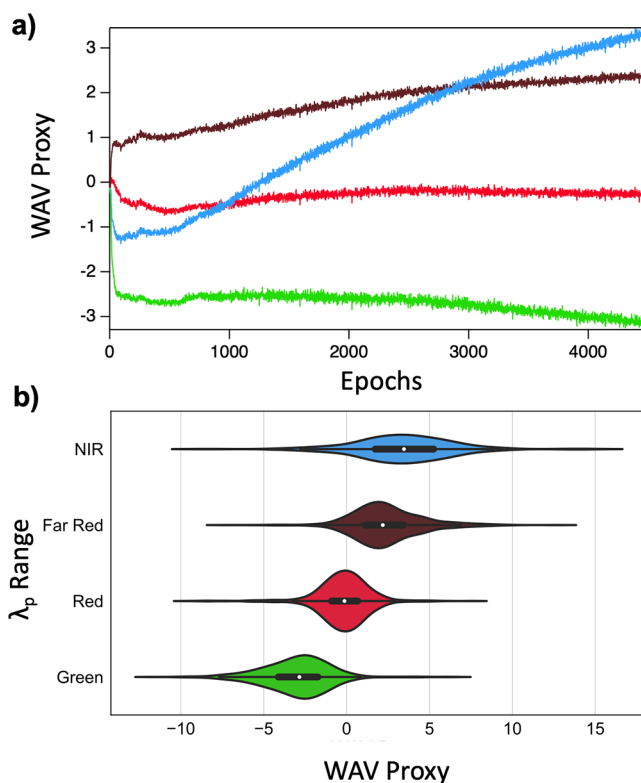 a)
WAV Proxy
3
2
1
0
-1
-2
-3
0 1000 2000 3000 4000
Epochs
b)
λp Range
NIR
Far Red
Red
Green
−10 −5 0 5 10 15
WAV Proxy